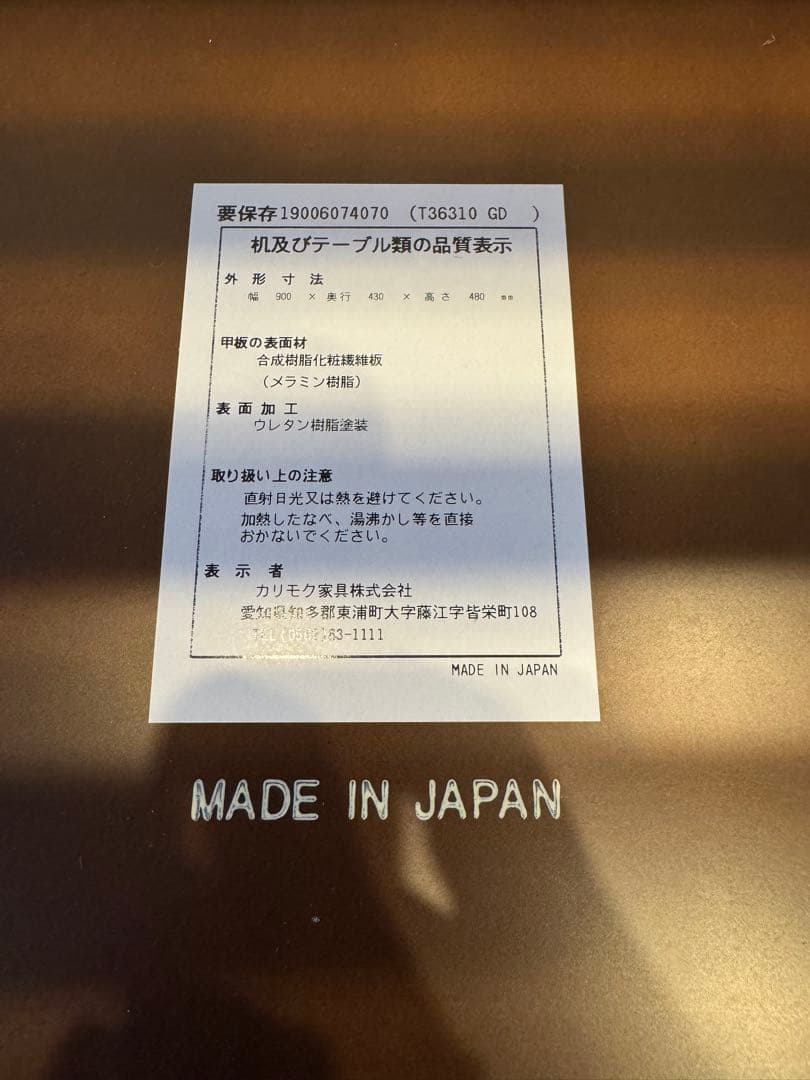 要保存19006074070 (T36310 GD )
机及びテーブル類の品質表示
外形寸法
幅 900 × 奥行 430 × 高さ 480 mm
甲板の表面材
合成樹脂化粧繊維板
(メラミン樹脂)
表面加工
ウレタン樹脂塗装
取り扱い上の注意
直射日光又は熱を避けてください。
加熱したなべ、湯沸かし等を直接
おかないでください。
表示者
カリモク家具株式会社
愛知県知多郡東浦町大字藤江字皆栄町108
83-1111
MADE IN JAPAN
MADE IN JAPAN